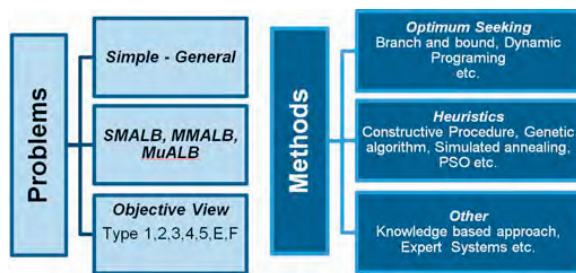 Problems
Simple - General
SMALB, MMALB,
MuALB
Objective View
Type 1,2,3,4.5,E,F
Methods
Optimum Seeking
Branch and bound, Dynamic
Programing
etc.
Heuristics
Constructive Procedure, Genetic
algorithm, Simulated annealing,
PSO etc.
Other
Knowledge based approach,
Expert Systems etc.